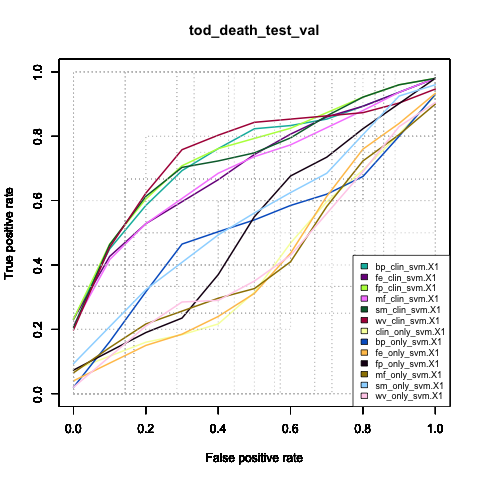 tod_death_test_val
True positive rate
1.0
0.8
0.6
0.4
0.2
0.0
bp_clin_svm.X1
fe_clin_svm.X1
fp_clin_svm.X1
mf_clin_svm.X1
sm_clin_svm.X1
wv_clin_svm.X1
clin_only_svm.X1
bp_only_svm.X1
fe_only_svm.X1
fp_only_svm.X1
mf_only_svm.X1
sm_only_svm.X1
wv_only_svm.X1
0.0 0.2 0.4 0.6 0.8 1.0
False positive rate